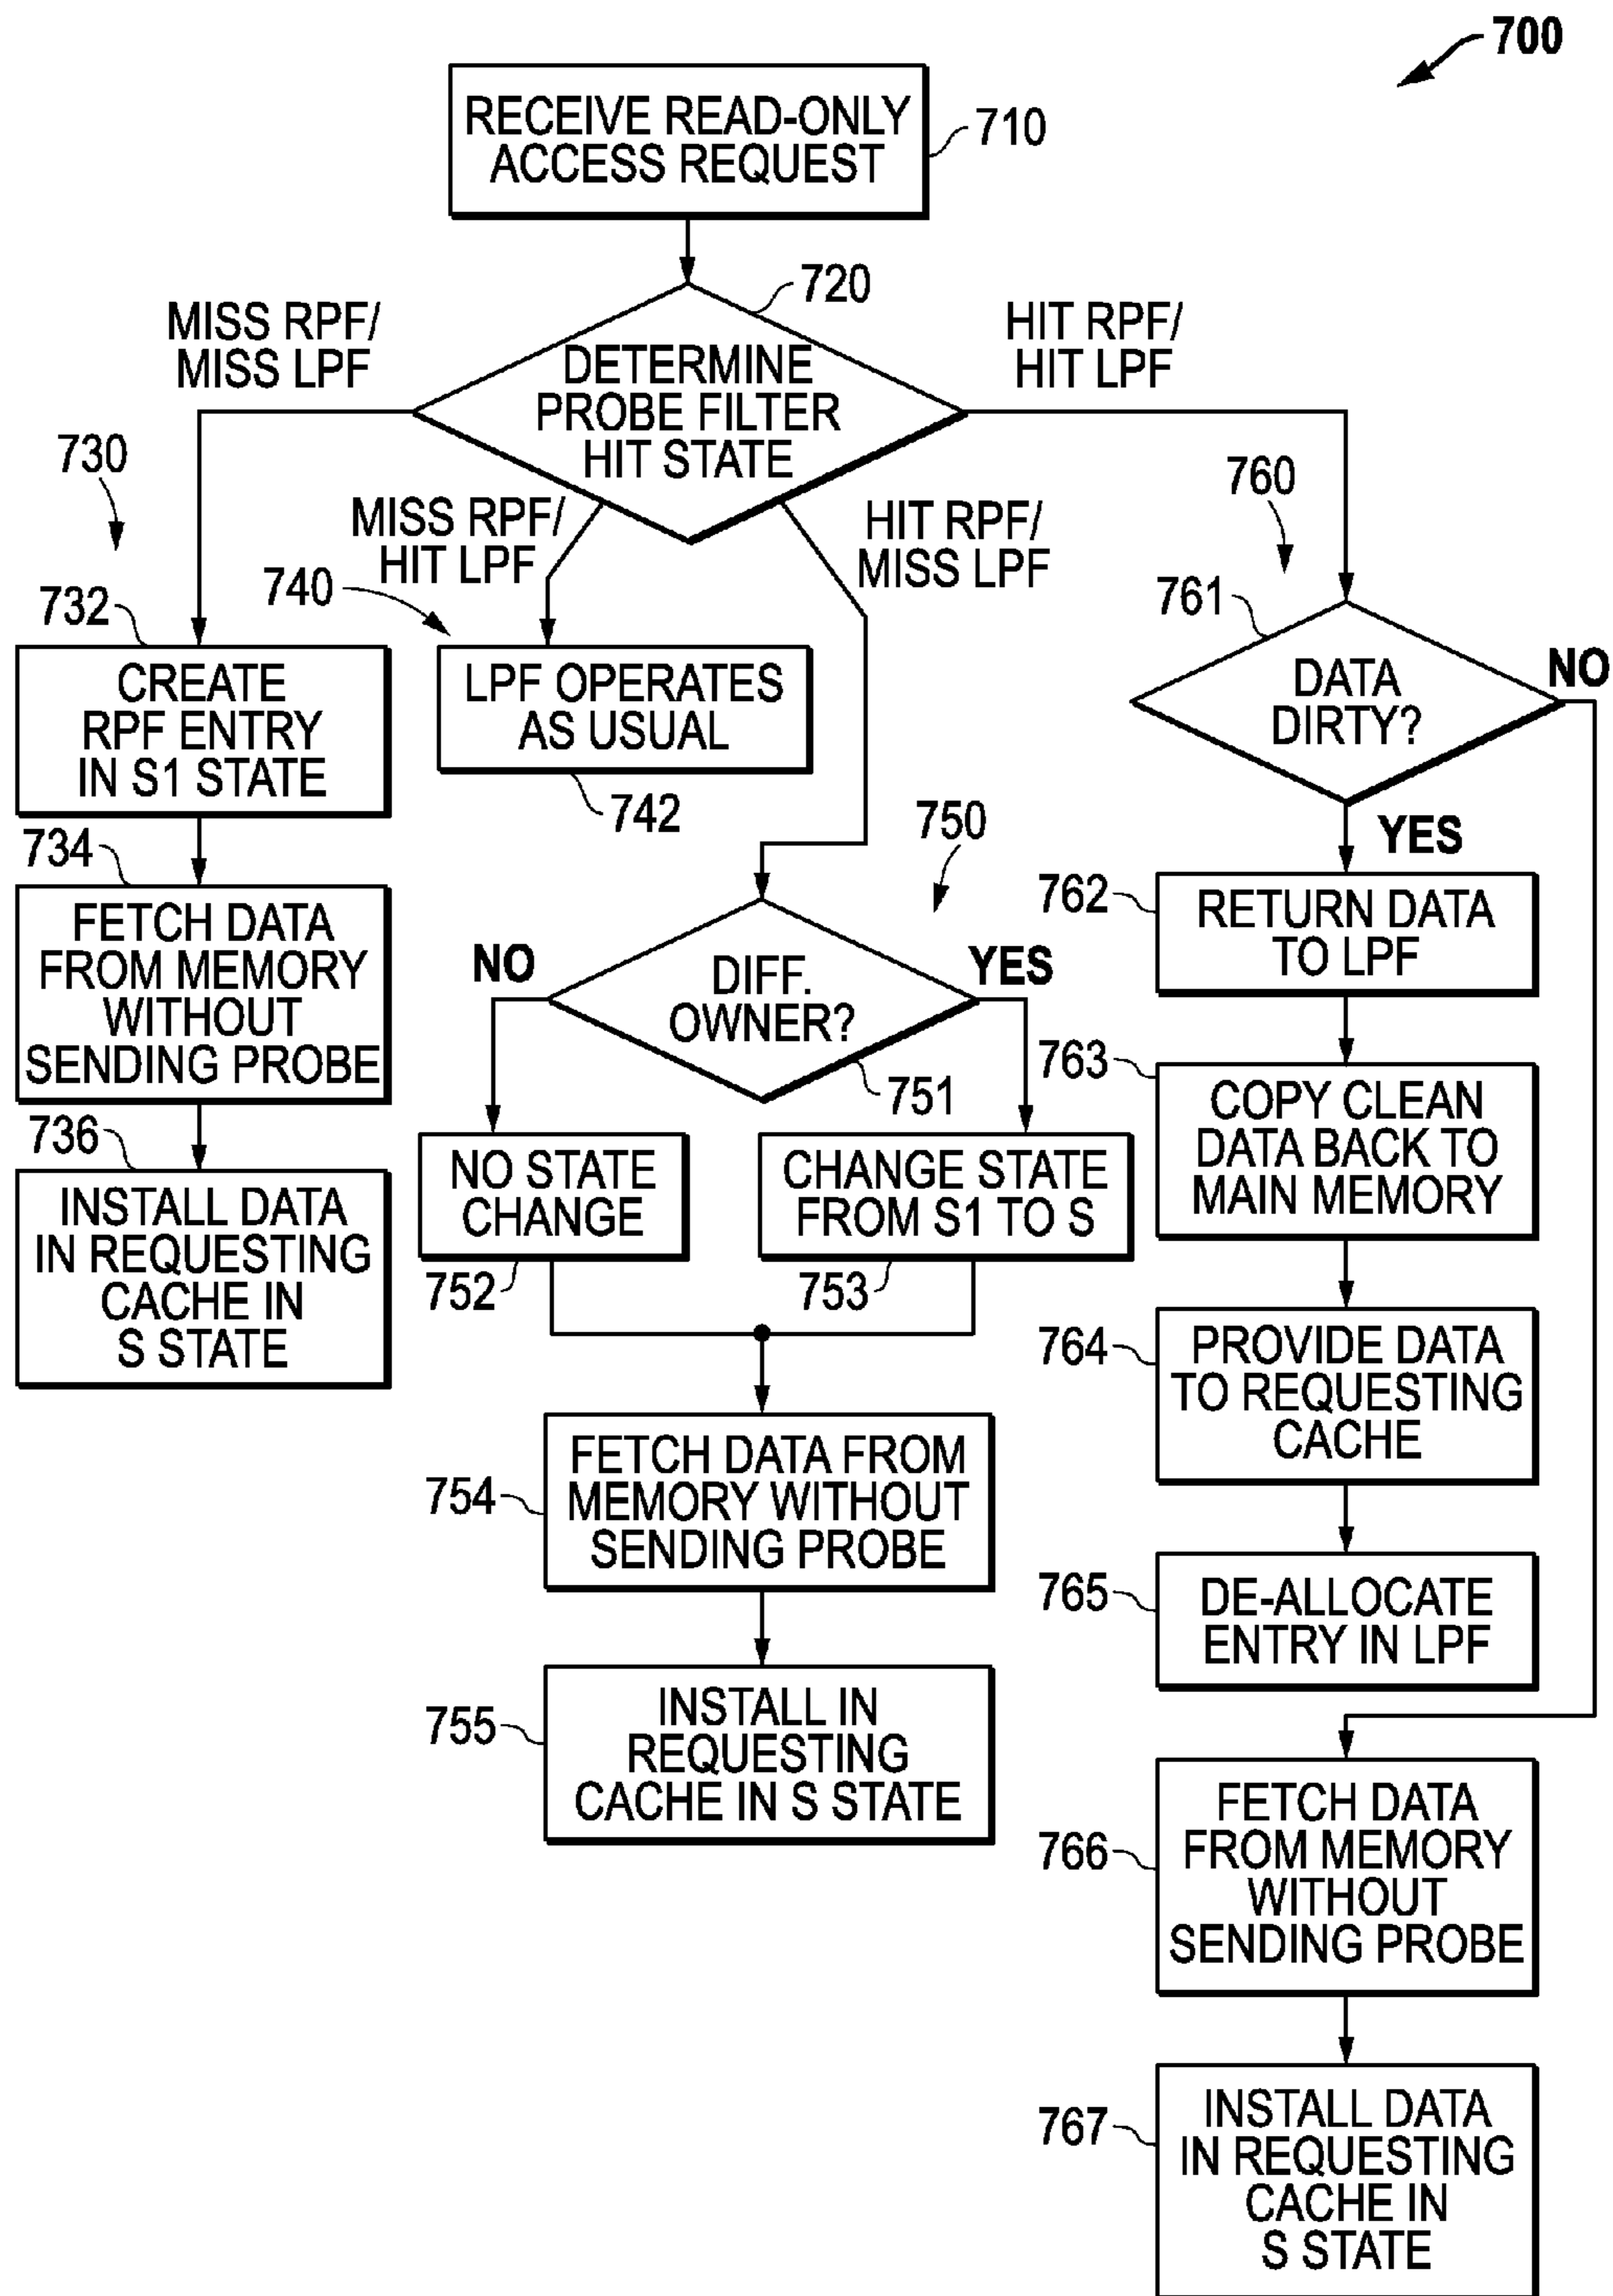 700
RECEIVE READ-ONLY
ACCESS REQUEST
710
720
DETERMINE
PROBE FILTER
HIT STATE
MISS RPF/
MISS LPF
730
732
CREATE
RPF ENTRY
IN S1 STATE
734
FETCH DATA
FROM MEMORY
WITHOUT
SENDING PROBE
736
INSTALL DATA
IN REQUESTING
CACHE IN
S STATE
MISS RPF/
HIT LPF
740
LPF OPERATES
AS USUAL
742
HIT RPF/
MISS LPF
750
DIFF.
OWNER?
751
NO
YES
NO STATE
CHANGE
752
CHANGE STATE
FROM S1 TO S
753
754
FETCH DATA FROM
MEMORY WITHOUT
SENDING PROBE
755
INSTALL IN
REQUESTING
CACHE IN S STATE
HIT RPF/
HIT LPF
760
761
DATA
DIRTY?
NO
YES
762
RETURN DATA
TO LPF
763
COPY CLEAN
DATA BACK TO
MAIN MEMORY
764
PROVIDE DATA
TO REQUESTING
CACHE
765
DE-ALLOCATE
ENTRY IN LPF
766
FETCH DATA
FROM MEMORY
WITHOUT
SENDING PROBE
767
INSTALL DATA
IN REQUESTING
CACHE IN
S STATE